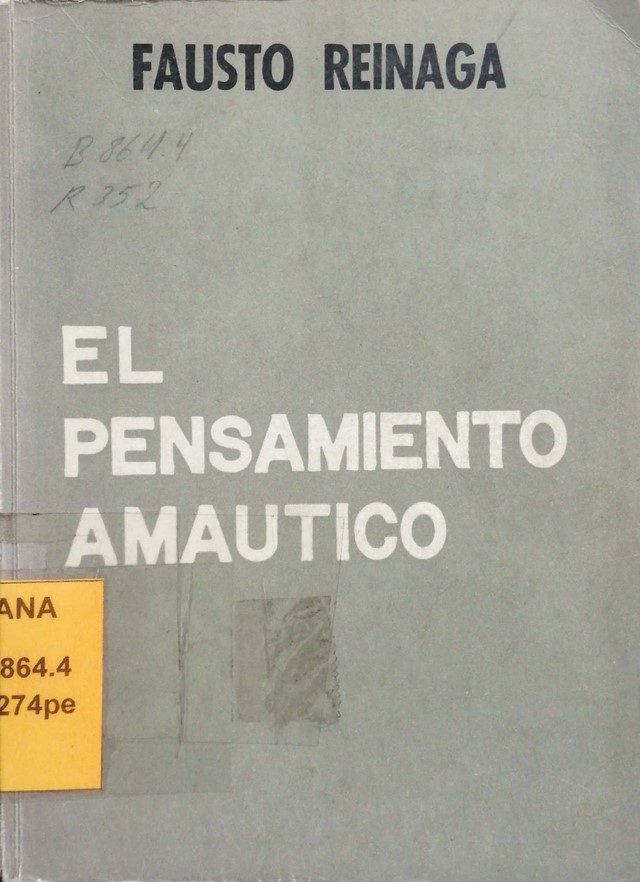 FAUSTO REINAGA
B 864.4
R 352
EL
PENSAMIENTO
AMAUTICO
ANA
864.4
274pe